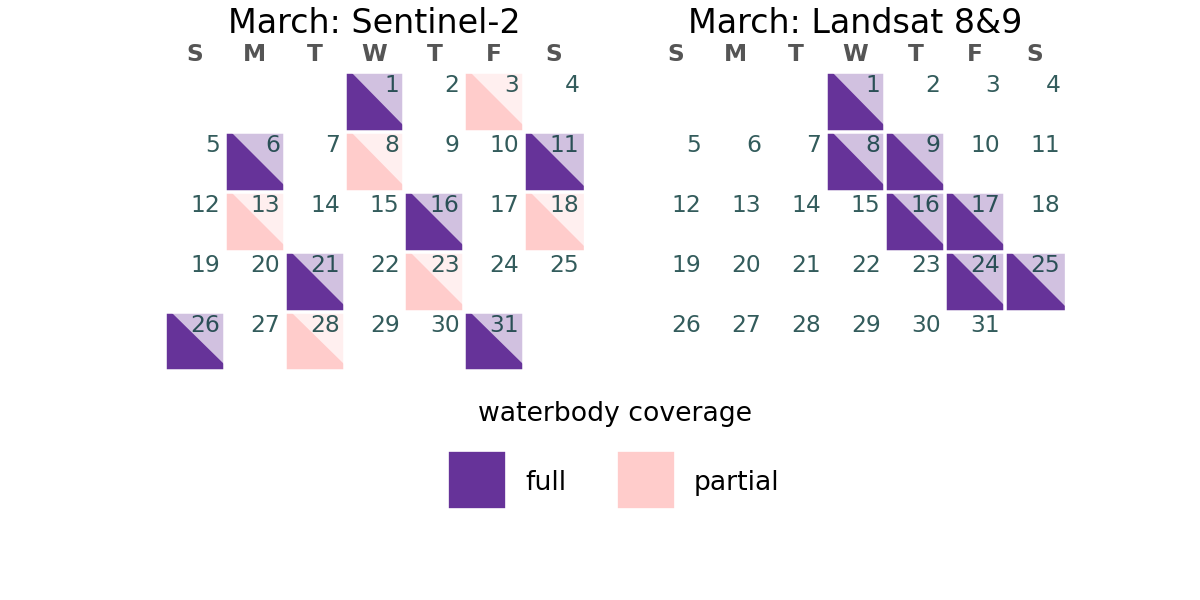 March: Sentinel-2
S M T W T F S
1 2 3 4
5 6 7 8 9 10 11
12 13 14 15 16 17 18
19 20 21 22 23 24 25
26 27 28 29 30 31
March: Landsat 8&9
S M T W T F S
1 2 3 4
5 6 7 8 9 10 11
12 13 14 15 16 17 18
19 20 21 22 23 24 25
26 27 28 29 30 31
waterbody coverage
full partial